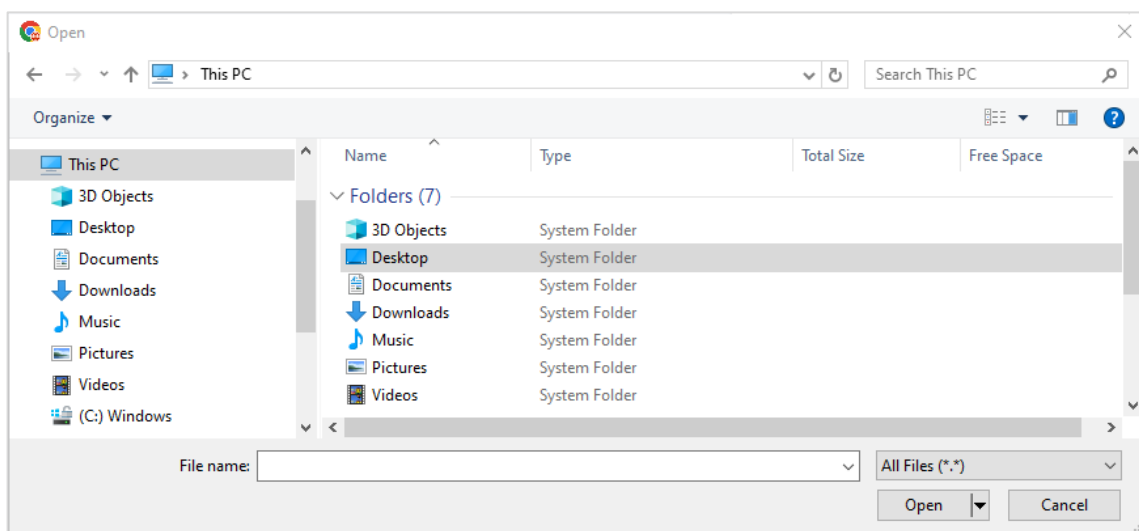 Open
This PC
Search This PC
Organize
?
This PC
3D Objects
Desktop
Documents
Downloads
Music
Pictures
Videos
(C:) Windows
Name Type Total Size Free Space
Folders (7)
3D Objects System Folder
Desktop System Folder
Documents System Folder
Downloads System Folder
Music System Folder
Pictures System Folder
Videos System Folder
File name: All Files (*.*)
Open Cancel